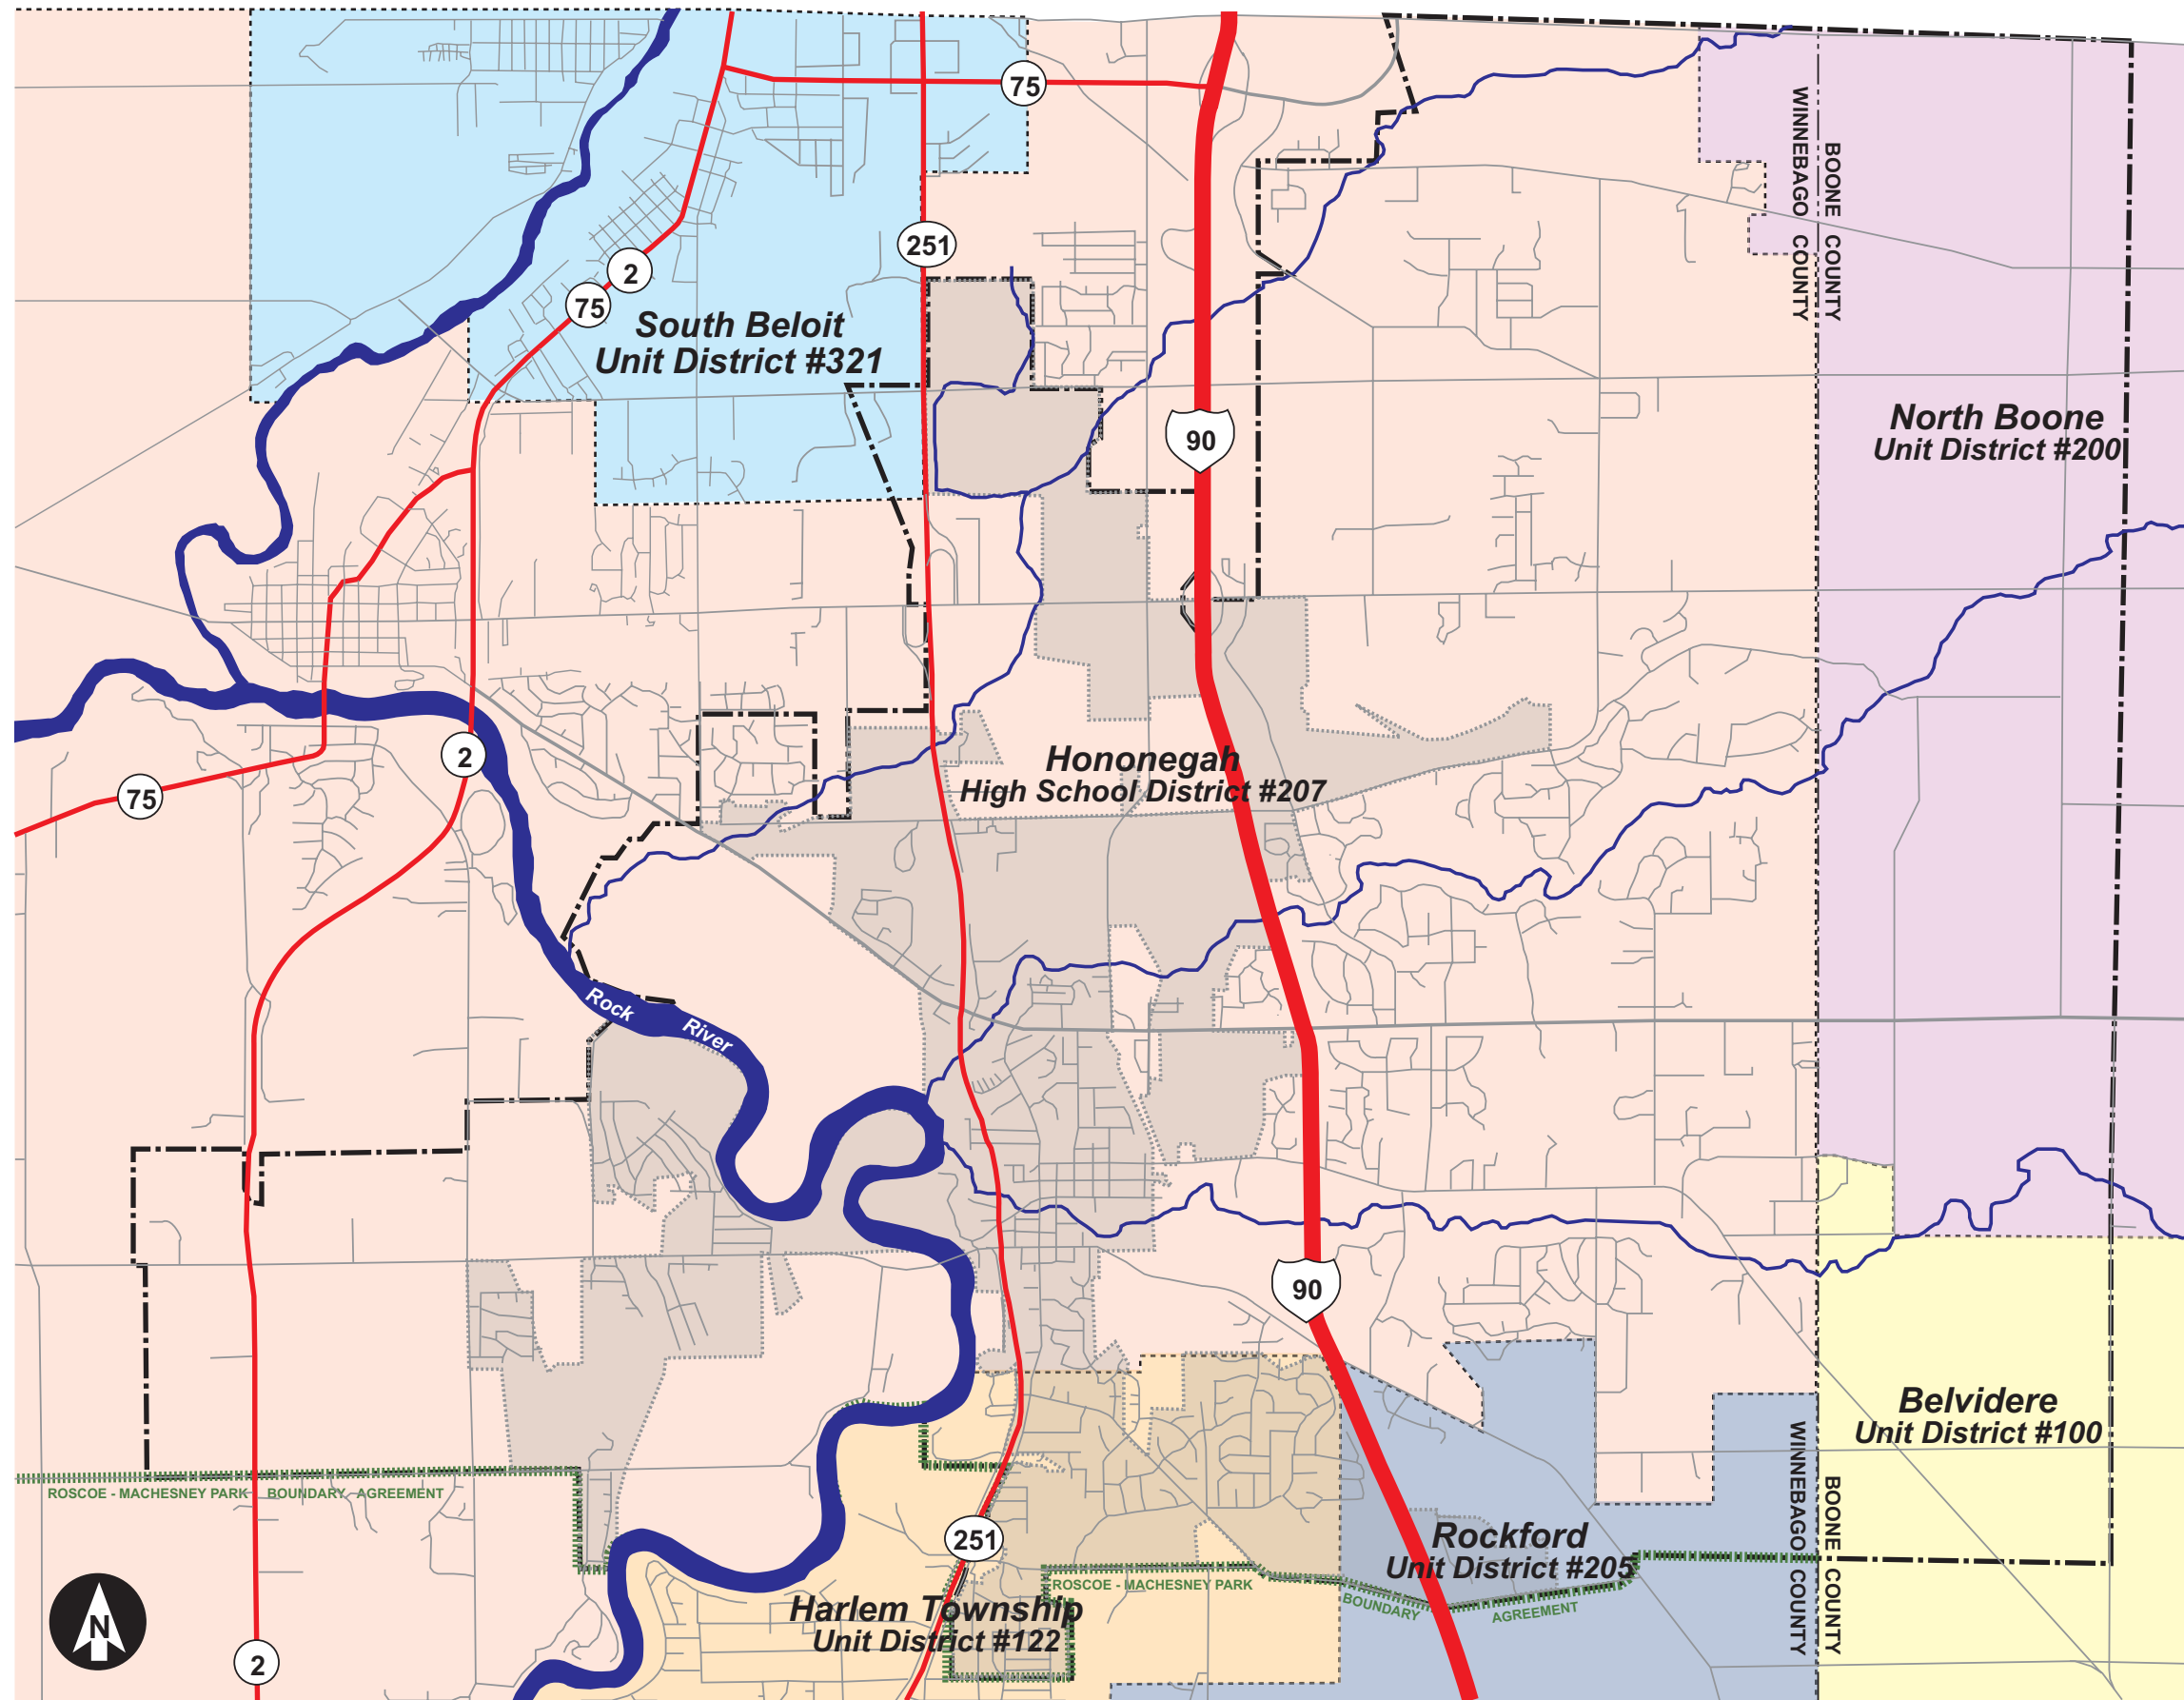 75
251
2
75
South Beloit
Unit District #321
WINNEBAGO COUNTY
BOONE COUNTY
90
North Boone
Unit District #200
2
75
Hononegah
High School District #207
Rock River
90
Belvidere
Unit District #100
WINNEBAGO COUNTY
BOONE COUNTY
ROSCOE - MACHESNEY PARK BOUNDARY AGREEMENT
251
Rockford
Unit District #205
ROSCOE - MACHESNEY PARK BOUNDARY AGREEMENT
Harlem Township
Unit District #122
N
2